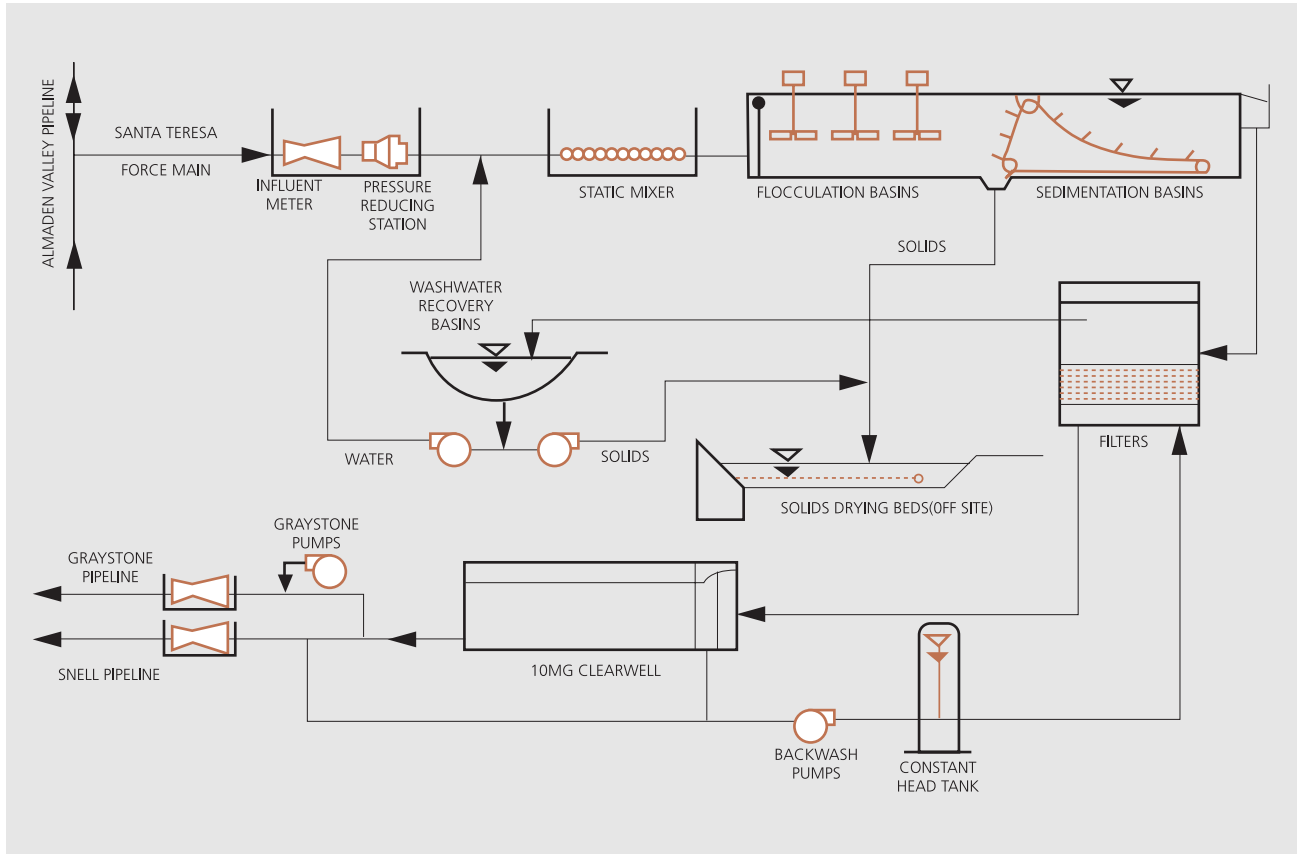 ALMADEN VALLEY PIPELINE
SANTA TERESA
FORCE MAIN
INFLUENT
METER
PRESSURE
REDUCING
STATION
STATIC MIXER
FLOCCULATION BASINS
SEDIMENTATION BASINS
SOLIDS
WASHWATER
RECOVERY
BASINS
WATER
SOLIDS
FILTERS
SOLIDS DRYING BEDS(0FF SITE)
GRAYSTONE
PUMPS
GRAYSTONE
PIPELINE
SNELL PIPELINE
10MG CLEARWELL
BACKWASH
PUMPS
CONSTANT
HEAD TANK